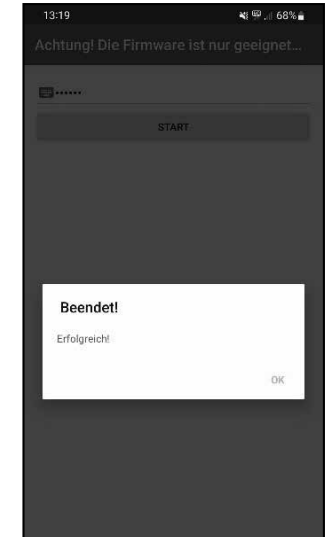 13:19 68%
Achtung! Die Firmware ist nur geeignet...
••••••
START
Beendet!
Erfolgreich!
OK